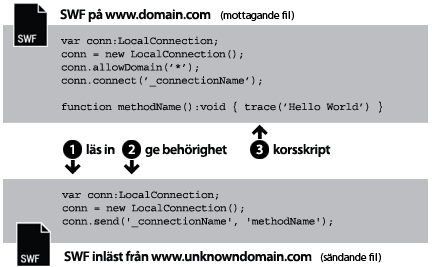 SWF på www.domain.com (mottagande fil)
SWF
var conn:LocalConnection;
conn = new LocalConnection();
conn.allowDomain('*');
conn.connect('_connectionName');
function methodName():void { trace('Hello World') }
1 läs in 2 ge behörighet 3 korsskript
var conn:LocalConnection;
conn = new LocalConnection();
conn.send('_connectionName', 'methodName');
SWF
SWF inläst från www.unknowndomain.com (sändande fil)